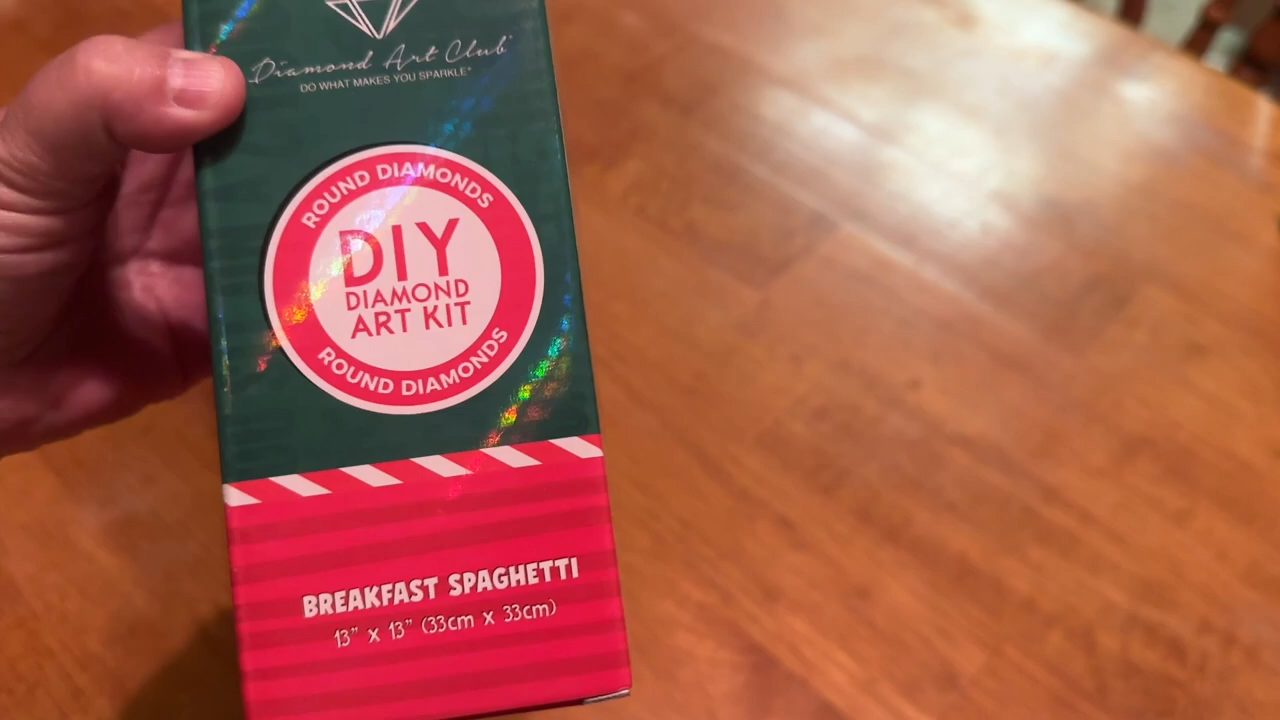 Diamond Art Club®
DO WHAT MAKES YOU SPARKLE®
ROUND DIAMONDS
DIY
DIAMOND
ART KIT
ROUND DIAMONDS
BREAKFAST SPAGHETTI
13" x 13" (33cm x 33cm)